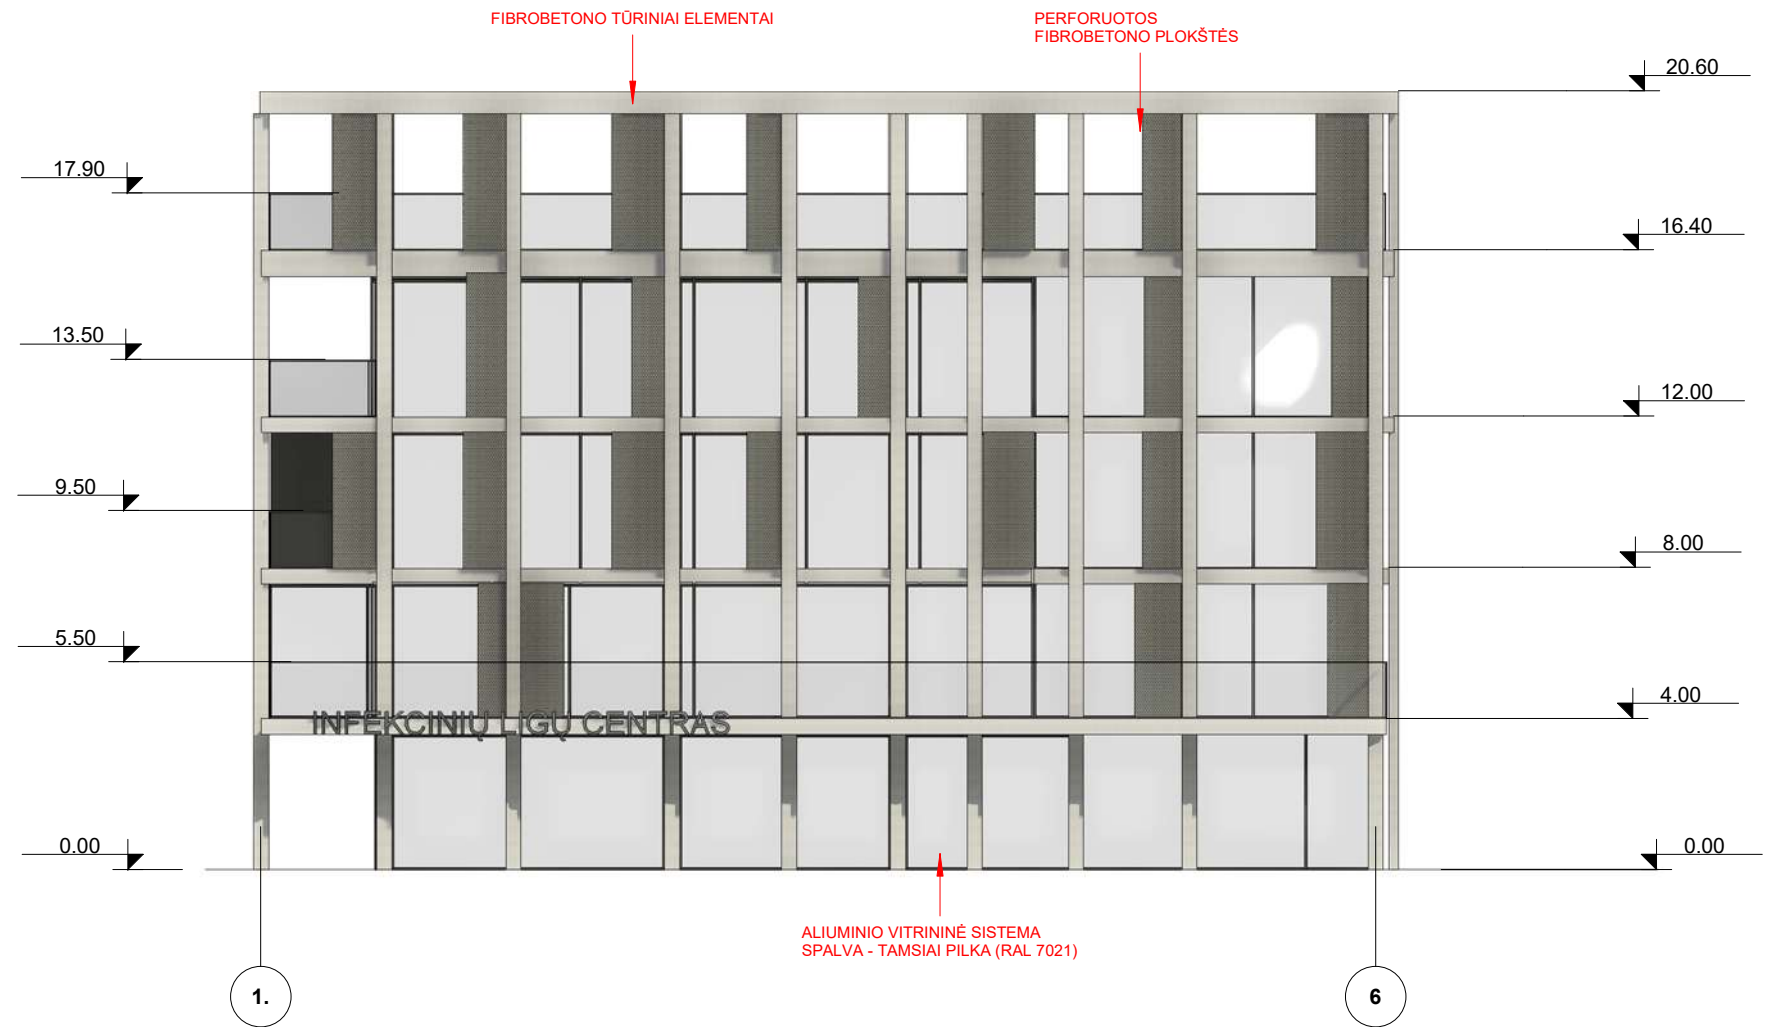 FIBROBETONO TŪRINIAI ELEMENTAI
PERFORUOTOS
FIBROBETONO PLOKŠTĖS
20.60
17.90
16.40
13.50
12.00
9.50
8.00
5.50
4.00
INFEKCINIŲ LIGŲ CENTRAS
0.00
0.00
ALIUMINIO VITRININĖ SISTEMA
SPALVA - TAMSIAI PILKA (RAL 7021)
1.
6